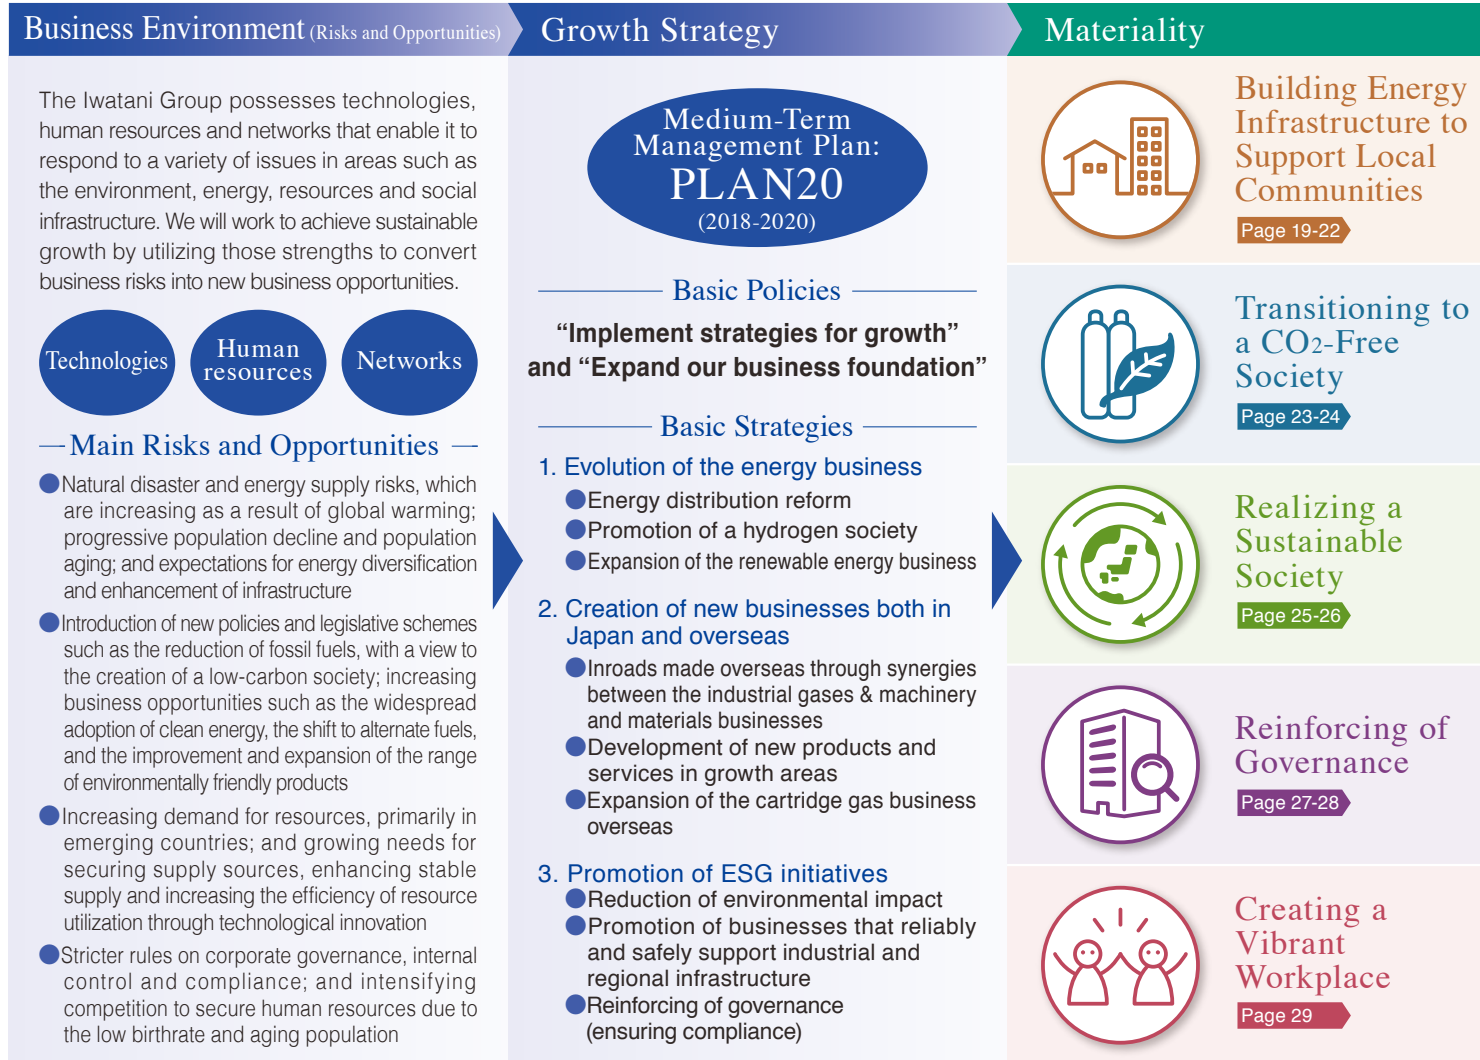 Business Environment (Risks and Opportunities)
The Iwatani Group possesses technologies,
human resources and networks that enable it to
respond to a variety of issues in areas such as
the environment, energy, resources and social
infrastructure. We will work to achieve sustainable
growth by utilizing those strengths to convert
business risks into new business opportunities.
Technologies
Human
resources
Networks
Main Risks and Opportunities
●Natural disaster and energy supply risks, which
are increasing as a result of global warming;
progressive population decline and population
aging; and expectations for energy diversification
and enhancement of infrastructure
●Introduction of new policies and legislative schemes
such as the reduction of fossil fuels, with a view to
the creation of a low-carbon society; increasing
business opportunities such as the widespread
adoption of clean energy, the shift to alternate fuels,
and the improvement and expansion of the range
of environmentally friendly products
●Increasing demand for resources, primarily in
emerging countries; and growing needs for
securing supply sources, enhancing stable
supply and increasing the efficiency of resource
utilization through technological innovation
●Stricter rules on corporate governance, internal
control and compliance; and intensifying
competition to secure human resources due to
the low birthrate and aging population
Growth Strategy
Medium-Term
Management Plan:
PLAN20
(2018-2020)
Basic Policies
“Implement strategies for growth”
and “Expand our business foundation”
Basic Strategies
1. Evolution of the energy business
●Energy distribution reform
●Promotion of a hydrogen society
●Expansion of the renewable energy business
2. Creation of new businesses both in
Japan and overseas
●Inroads made overseas through synergies
between the industrial gases & machinery
and materials businesses
●Development of new products and
services in growth areas
●Expansion of the cartridge gas business
overseas
3. Promotion of ESG initiatives
●Reduction of environmental impact
●Promotion of businesses that reliably
and safely support industrial and
regional infrastructure
●Reinforcing of governance
(ensuring compliance)
Materiality
Building Energy
Infrastructure to
Support Local
Communities
Page 19-22
Transitioning to
a CO2-Free
Society
Page 23-24
Realizing a
Sustainable
Society
Page 25-26
Reinforcing of
Governance
Page 27-28
Creating a
Vibrant
Workplace
Page 29